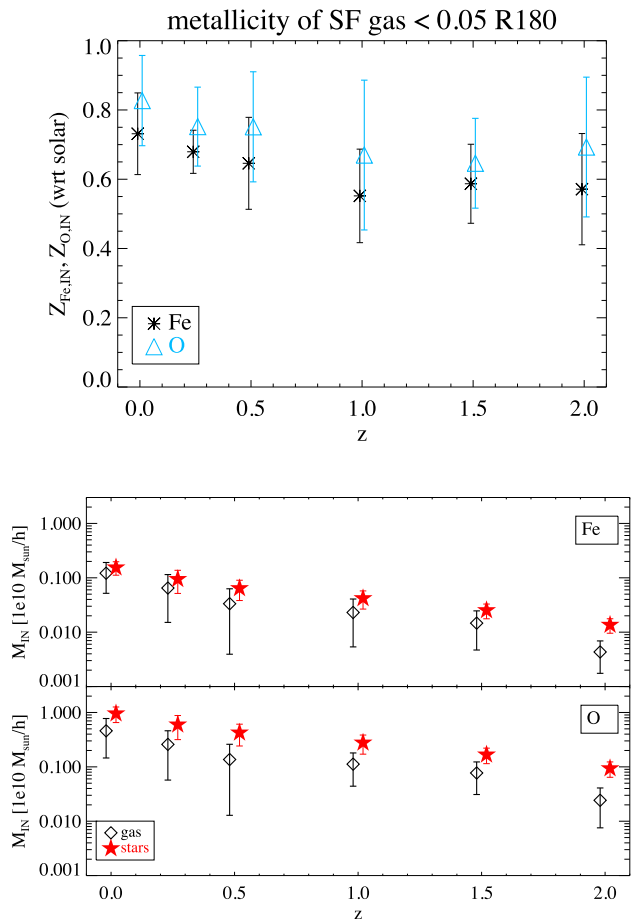 metallicity of SF gas < 0.05 R180
1.0
0.8
0.6
0.4
0.2
0.0
Z_Fe,IN, Z_O,IN (wrt solar)
Fe
O
0.0 0.5 1.0 1.5 2.0
z
Fe
1.000
0.100
0.010
0.001
M_IN [1e10 M_sun/h]
O
1.000
0.100
0.010
0.001
M_IN [1e10 M_sun/h]
gas
stars
0.0 0.5 1.0 1.5 2.0
z